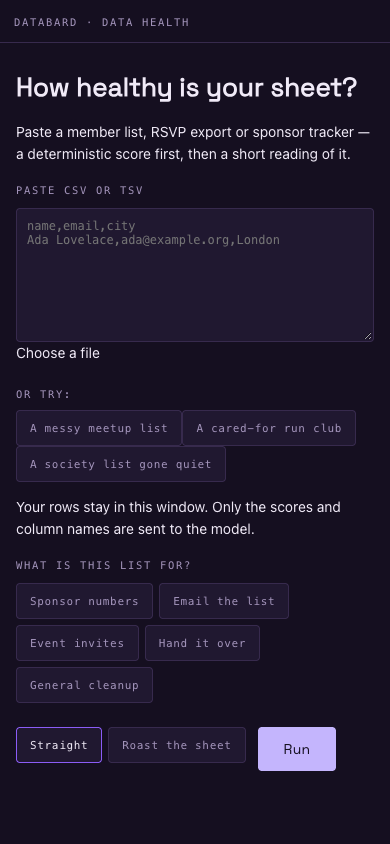 DATABARD · DATA HEALTH
How healthy is your sheet?
Paste a member list, RSVP export or sponsor tracker —
a deterministic score first, then a short reading of it.
PASTE CSV OR TSV
name,email,city
Ada Lovelace,ada@example.org,London
Choose a file
OR TRY:
A messy meetup list
A cared-for run club
A society list gone quiet
Your rows stay in this window. Only the scores and
column names are sent to the model.
WHAT IS THIS LIST FOR?
Sponsor numbers
Email the list
Event invites
Hand it over
General cleanup
Straight
Roast the sheet
Run